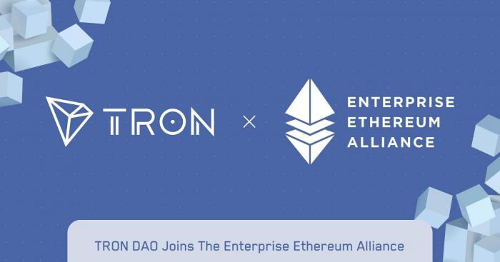 TRON
ENTERPRISE
ETHEREUM
ALLIANCE
TRON DAO Joins The Enterprise Ethereum Alliance